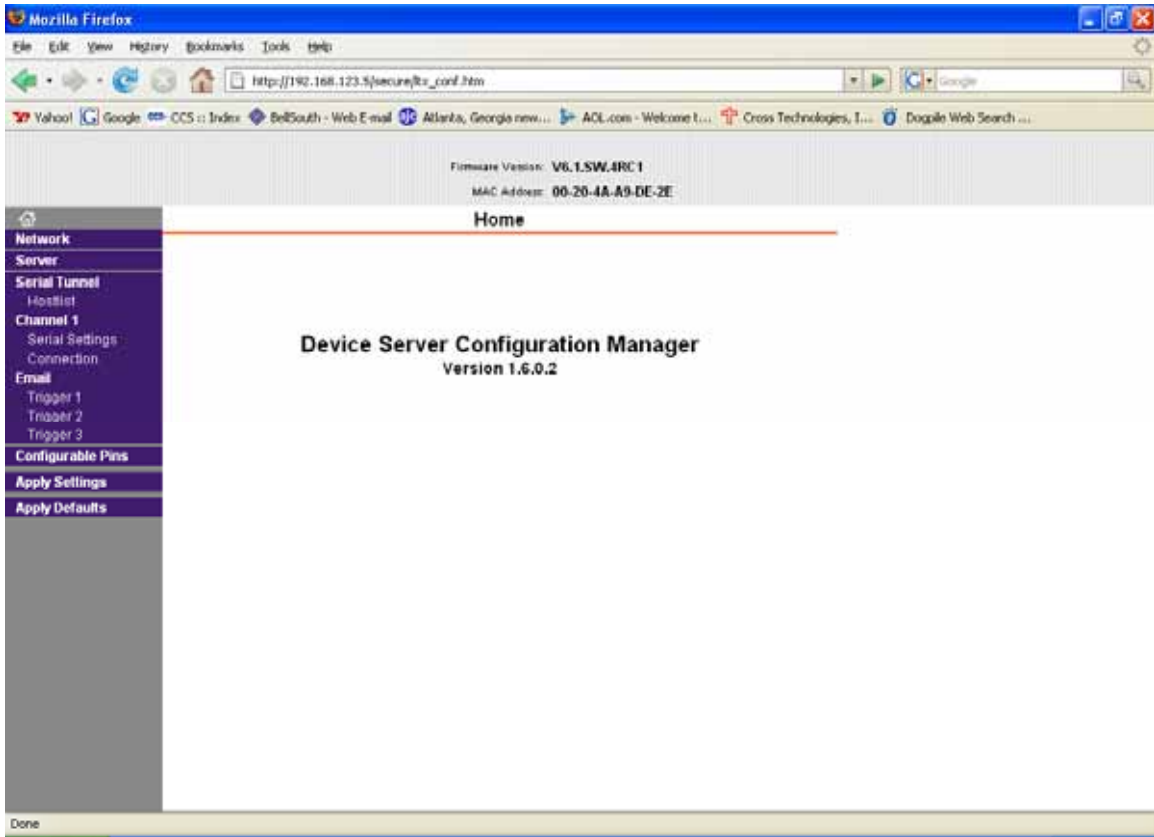 Mozilla Firefox
File Edit View History Bookmarks Tools Help
http://192.168.123.5/secure/ltx_conf.htm
Google
Yahoo! Google CCS :: Index BellSouth - Web E-mail Atlanta, Georgia new... AOL.com - Welcome t... Cross Technologies, I... Dogpile Web Search ...
Firmware Version: V6.1.SW.4RC1
MAC Address: 00-20-4A-A9-DE-2E
Home
Network
Server
Serial Tunnel
Hostlist
Channel 1
Serial Settings
Connection
Email
Trigger 1
Trigger 2
Trigger 3
Configurable Pins
Apply Settings
Apply Defaults
Device Server Configuration Manager
Version 1.6.0.2
Done